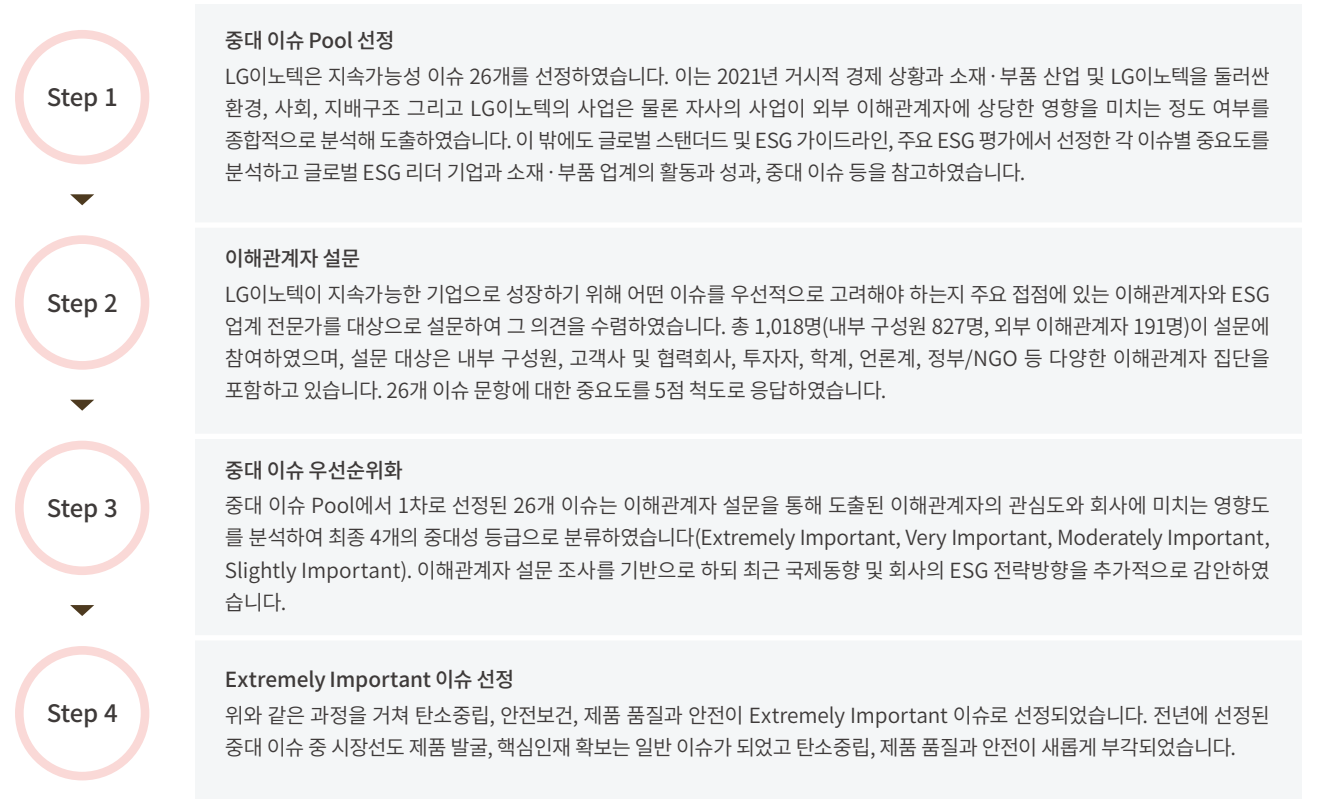 Step 1
중대 이슈 Pool 선정
LG이노텍은 지속가능성 이슈 26개를 선정하였습니다. 이는 2021년 거시적 경제 상황과 소재·부품 산업 및 LG이노텍을 둘러싼
환경, 사회, 지배구조 그리고 LG이노텍의 사업은 물론 자사의 사업이 외부 이해관계자에 상당한 영향을 미치는 정도 여부를
종합적으로 분석해 도출하였습니다. 이 밖에도 글로벌 스탠더드 및 ESG 가이드라인, 주요 ESG 평가에서 선정한 각 이슈별 중요도를
분석하고 글로벌 ESG 리더 기업과 소재·부품 업계의 활동과 성과, 중대 이슈 등을 참고하였습니다.
Step 2
이해관계자 설문
LG이노텍이 지속가능한 기업으로 성장하기 위해 어떤 이슈를 우선적으로 고려해야 하는지 주요 접점에 있는 이해관계자와 ESG
업계 전문가를 대상으로 설문하여 그 의견을 수렴하였습니다. 총 1,018명(내부 구성원 827명, 외부 이해관계자 191명)이 설문에
참여하였으며, 설문 대상은 내부 구성원, 고객사 및 협력회사, 투자자, 학계, 언론계, 정부/NGO 등 다양한 이해관계자 집단을
포함하고 있습니다. 26개 이슈 문항에 대한 중요도를 5점 척도로 응답하였습니다.
Step 3
중대 이슈 우선순위화
중대 이슈 Pool에서 1차로 선정된 26개 이슈는 이해관계자 설문을 통해 도출된 이해관계자의 관심도와 회사에 미치는 영향도
를 분석하여 최종 4개의 중대성 등급으로 분류하였습니다(Extremely Important, Very Important, Moderately Important,
Slightly Important). 이해관계자 설문 조사를 기반으로 하되 최근 국제동향 및 회사의 ESG 전략방향을 추가적으로 감안하였
습니다.
Step 4
Extremely Important 이슈 선정
위와 같은 과정을 거쳐 탄소중립, 안전보건, 제품 품질과 안전이 Extremely Important 이슈로 선정되었습니다. 전년에 선정된
중대 이슈 중 시장선도 제품 발굴, 핵심인재 확보는 일반 이슈가 되었고 탄소중립, 제품 품질과 안전이 새롭게 부각되었습니다.